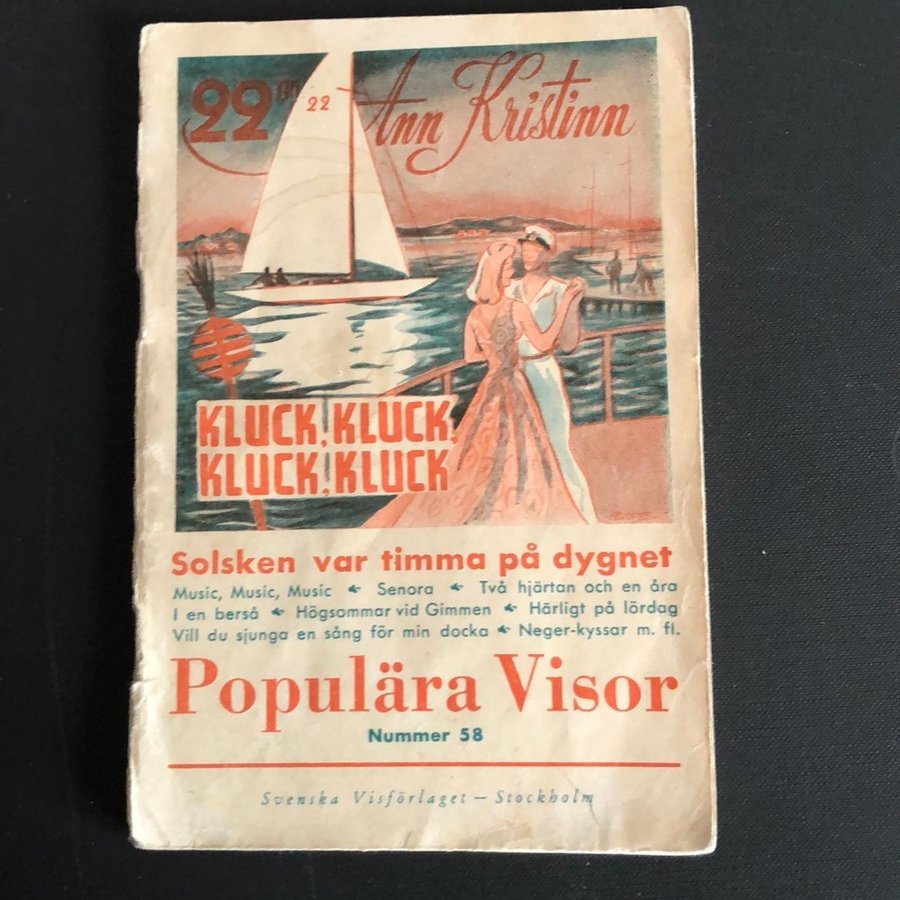 22an Ann Kristinn
22
KLUCK, KLUCK,
KLUCK, KLUCK
Solsken var timma på dygnet
Music, Music, Music Senora Två hjärtan och en åra
I en berså Högsommar vid Gimmen Härligt på lördag
Vill du sjunga en sång för min docka Neger-kyssar m. fl.
Populära Visor
Nummer 58
Svenska Visförlaget — Stockholm